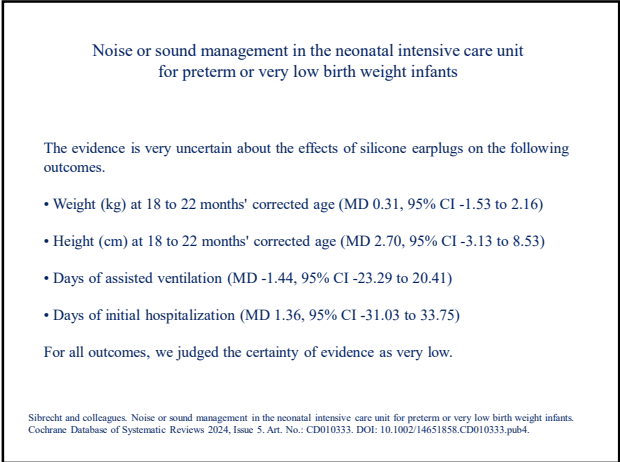 Noise or sound management in the neonatal intensive care unit
for preterm or very low birth weight infants
The evidence is very uncertain about the effects of silicone earplugs on the following
outcomes.
• Weight (kg) at 18 to 22 months' corrected age (MD 0.31, 95% CI -1.53 to 2.16)
• Height (cm) at 18 to 22 months' corrected age (MD 2.70, 95% CI -3.13 to 8.53)
• Days of assisted ventilation (MD -1.44, 95% CI -23.29 to 20.41)
• Days of initial hospitalization (MD 1.36, 95% CI -31.03 to 33.75)
For all outcomes, we judged the certainty of evidence as very low.
Sibrecht and colleagues. Noise or sound management in the neonatal intensive care unit for preterm or very low birth weight infants.
Cochrane Database of Systematic Reviews 2024, Issue 5. Art. No.: CD010333. DOI: 10.1002/14651858.CD010333.pub4.